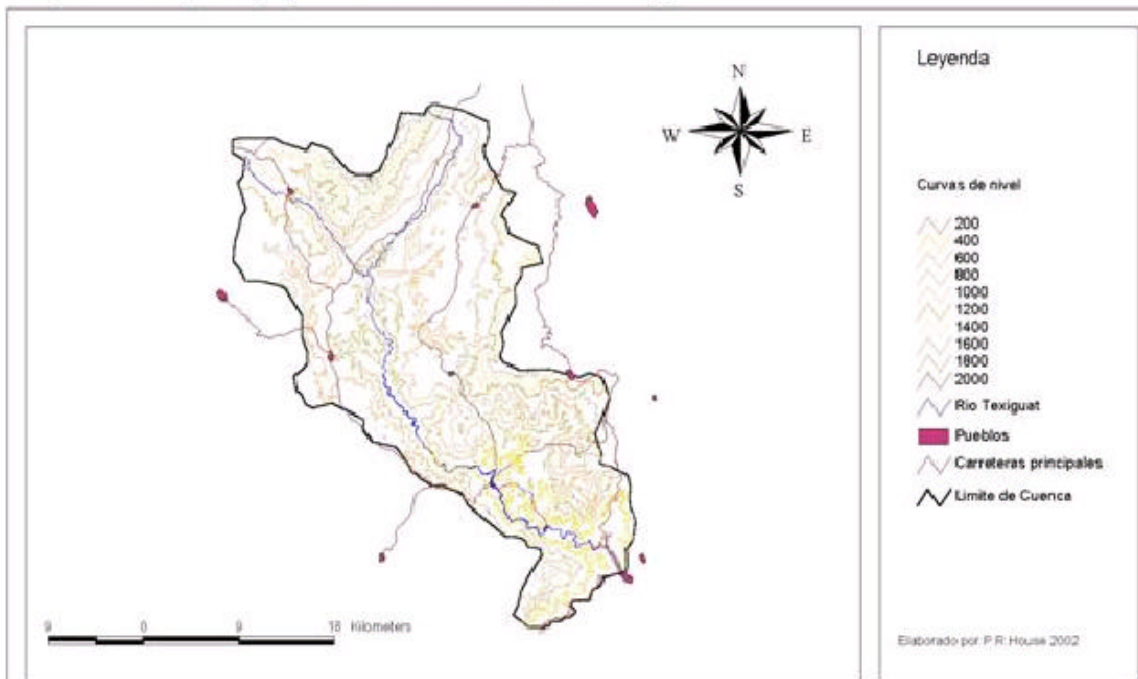 Leyenda
N
W
E
S
Curvas de nivel
200
400
600
800
1000
1200
1400
1600
1800
2000
Rio Texiguat
Pueblos
Carreteras principales
Limite de Cuenca
9 0 9 18 Kilometers
Elaborado por: P.R. House 2002